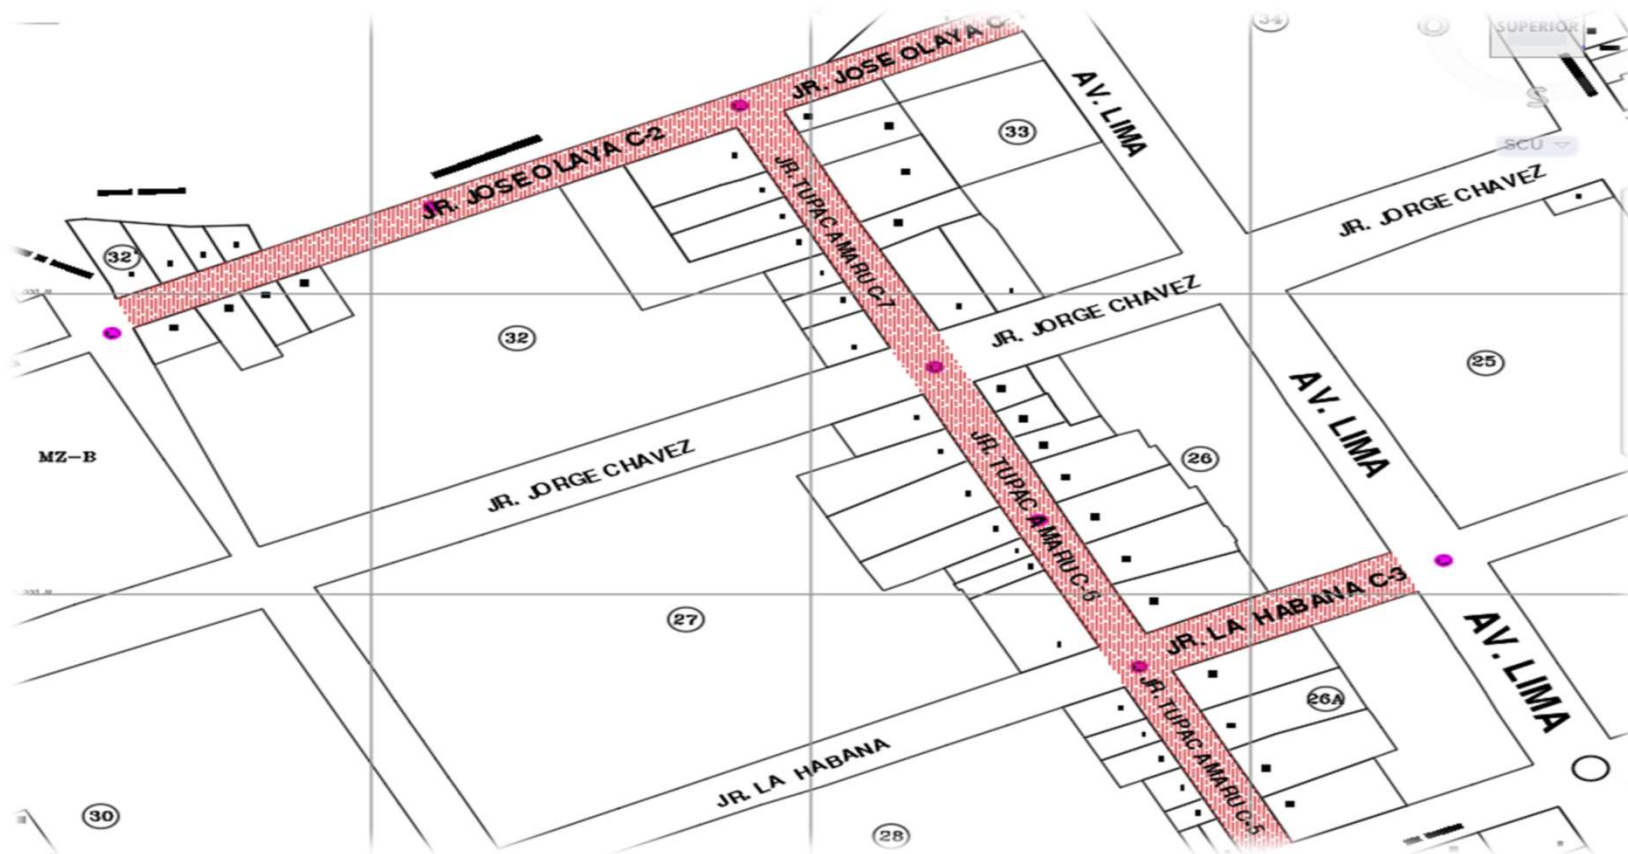 34
SUPERIOR
S
SCU
JR. JOSE OLAYA C
AV. LIMA
33
JR. JOSE OLAYA C-2
JR. TUPAC AMARU C-7
JR. JORGE CHAVEZ
32'
JR. JORGE CHAVEZ
32
25
AV. LIMA
MZ-B
JR. JORGE CHAVEZ
JR. TUPAC AMARU C-6
26
JR. LA HABANA C-3
27
AV. LIMA
26A
JR. TUPAC AMARU C-5
JR. LA HABANA
30
28